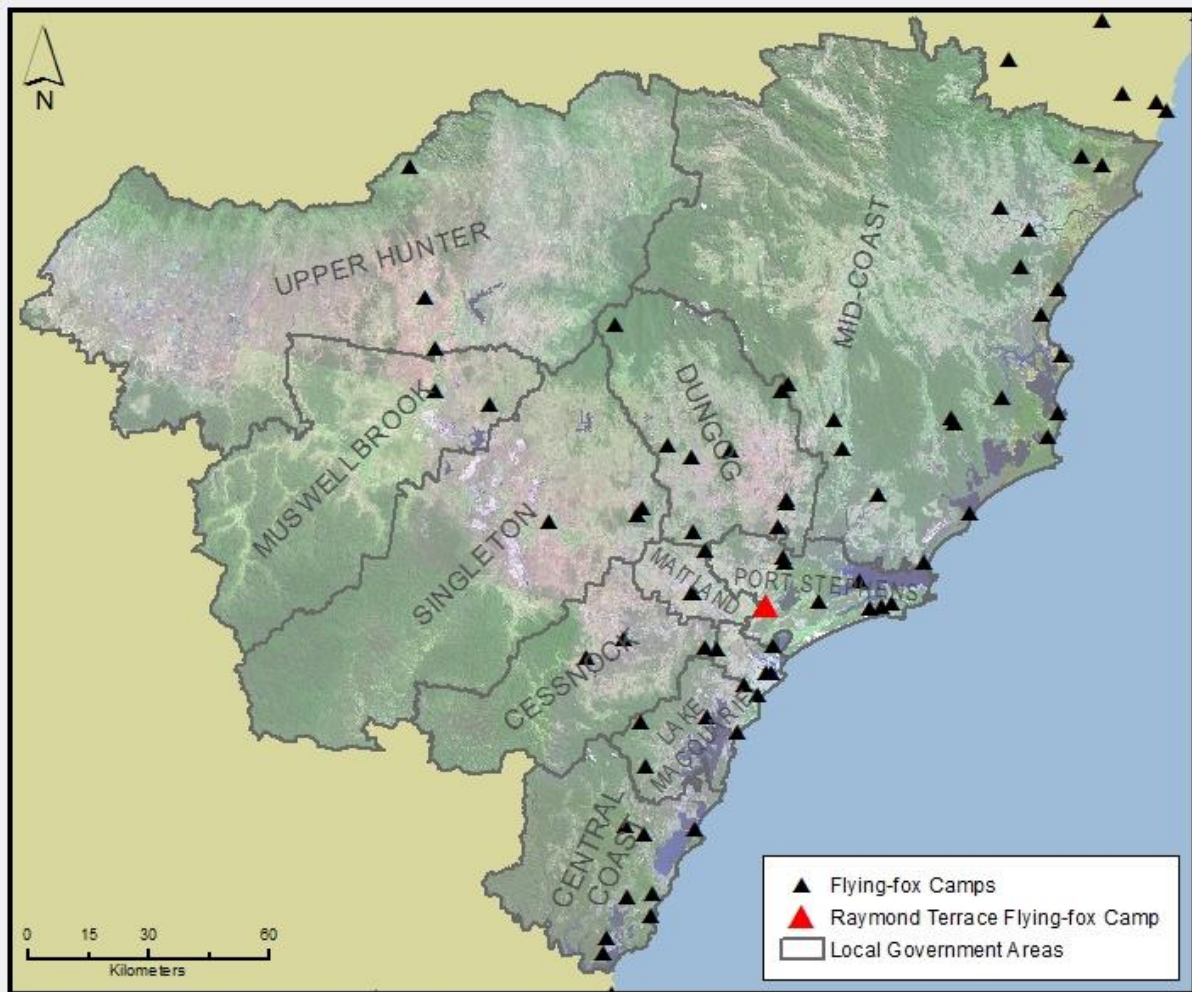 N
UPPER HUNTER
MID-COAST
DUNGOG
MUSWELLBROOK
SINGLETON
MAITLAND
PORT STEPHENS
CESSNOCK
LAKE
MACQUARIE
CENTRAL
COAST
0 15 30 60
Kilometers
Flying-fox Camps
Raymond Terrace Flying-fox Camp
Local Government Areas